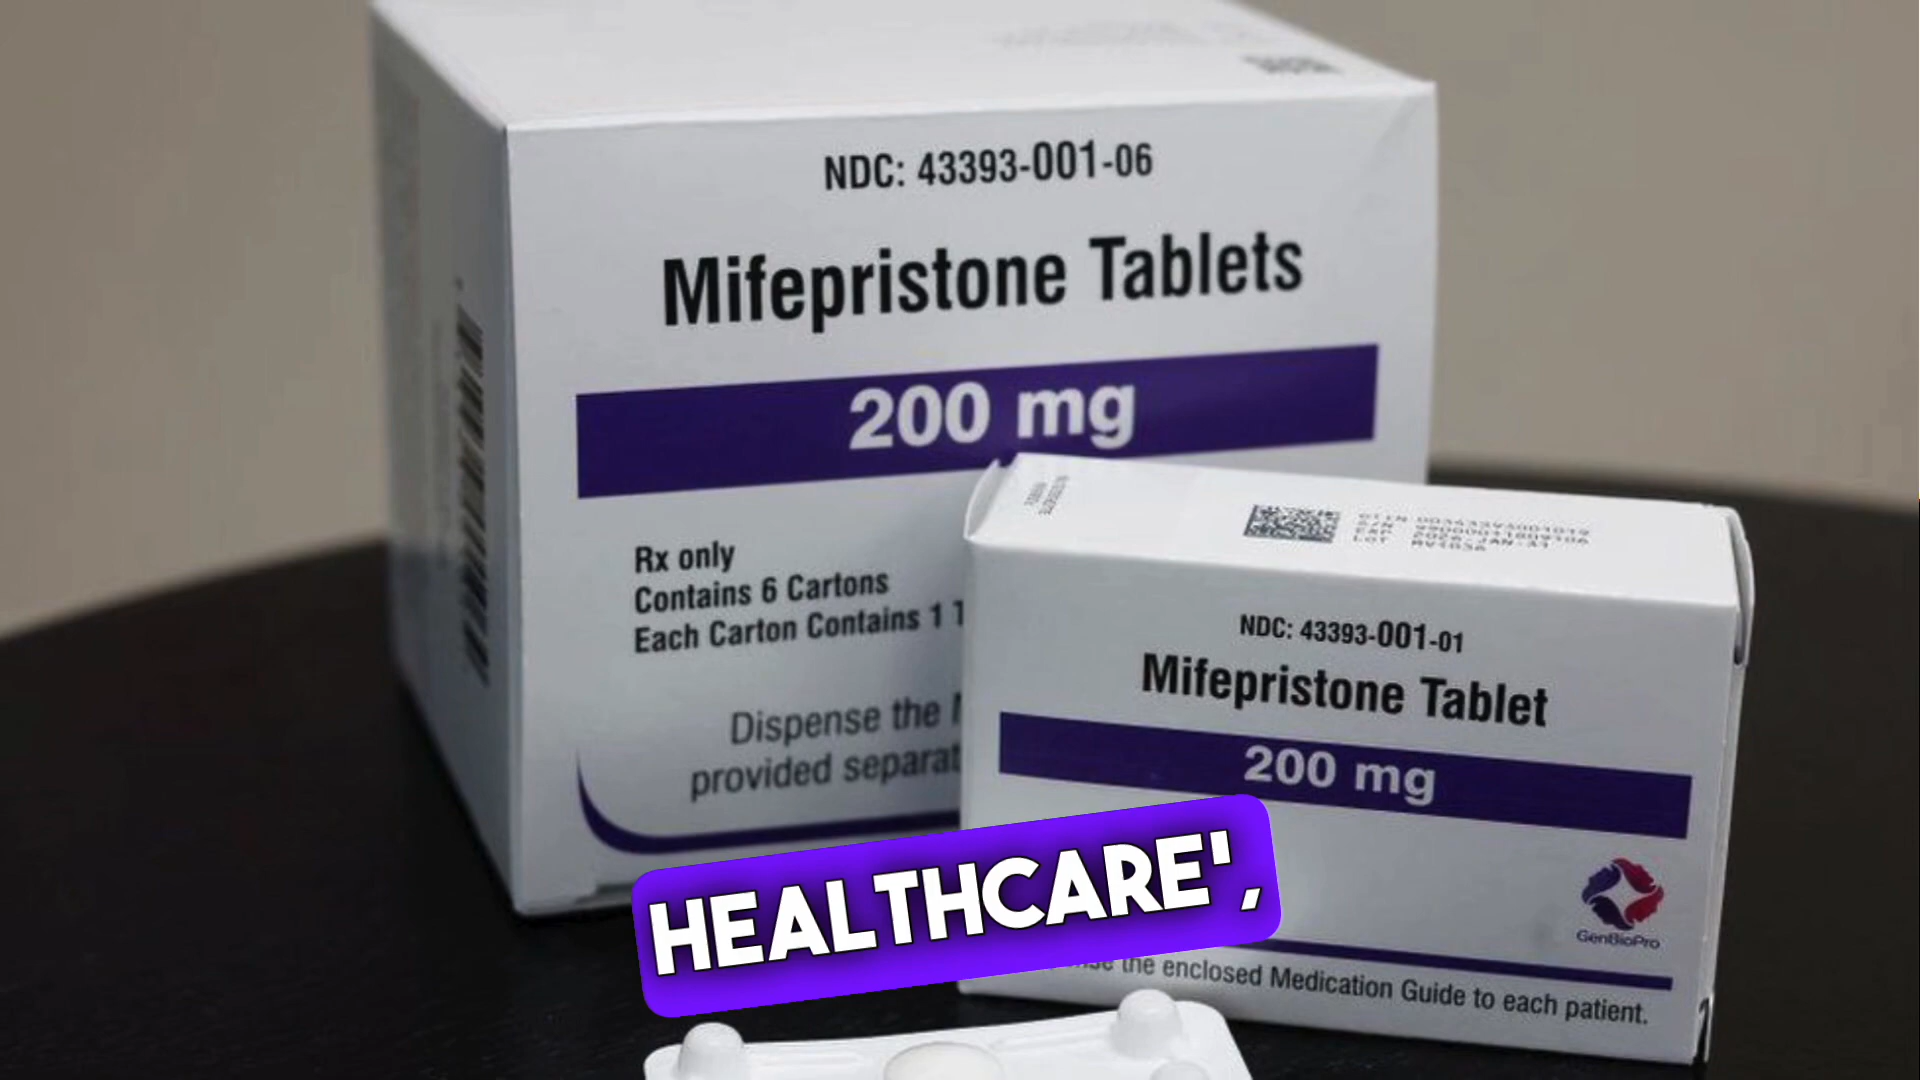 NDC: 43393-001-06
Mifepristone Tablets
200 mg
Rx only
Contains 6 Cartons
Each Carton Contains 1
Dispense the
provided
NDC: 43393-001-01
Mifepristone Tablet
200 mg
GenBioPro
the enclosed Medication Guide to each patient.
HEALTHCARE',